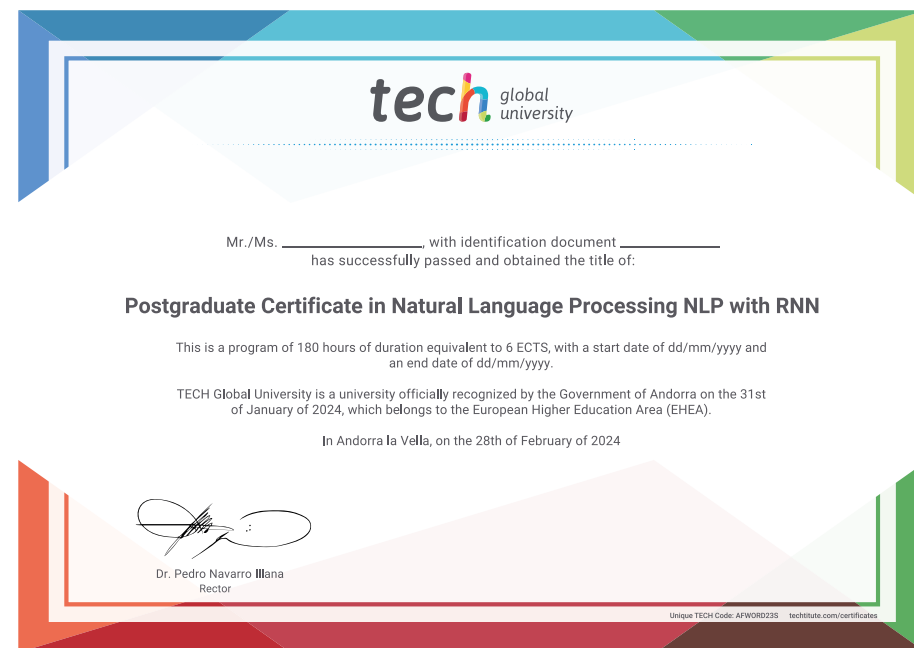 tech global
university
Mr./Ms. ____________________, with identification document ______________
has successfully passed and obtained the title of:
Postgraduate Certificate in Natural Language Processing NLP with RNN
This is a program of 180 hours of duration equivalent to 6 ECTS, with a start date of dd/mm/yyyy and
an end date of dd/mm/yyyy.
TECH Global University is a university officially recognized by the Government of Andorra on the 31st
of January of 2024, which belongs to the European Higher Education Area (EHEA).
In Andorra la Vella, on the 28th of February of 2024
Dr. Pedro Navarro Illana
Rector
Unique TECH Code: AFWORD23S techtitute.com/certificates